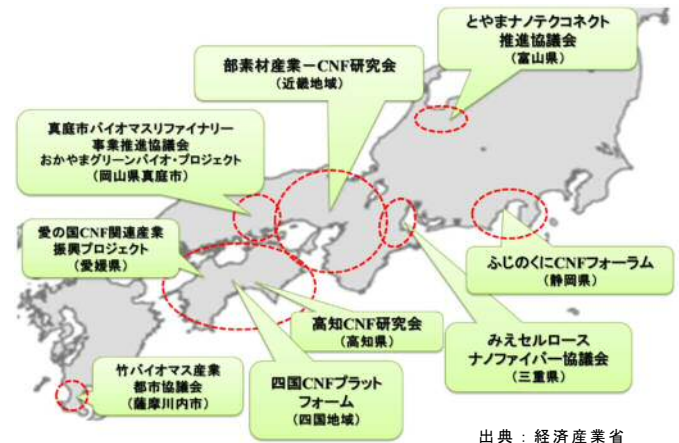 とやまナノテクコネクト
推進協議会
(富山県)
部素材産業－CNF研究会
(近畿地域)
真庭市バイオマスリファイナリー
事業推進協議会
おかやまグリーンバイオ・プロジェクト
(岡山県真庭市)
愛の国CNF関連産業
振興プロジェクト
(愛媛県)
ふじのくにCNFフォーラム
(静岡県)
高知CNF研究会
(高知県)
みえセルロース
ナノファイバー協議会
(三重県)
竹バイオマス産業
都市協議会
(薩摩川内市)
四国CNFプラット
フォーム
(四国地域)
出典：経済産業省